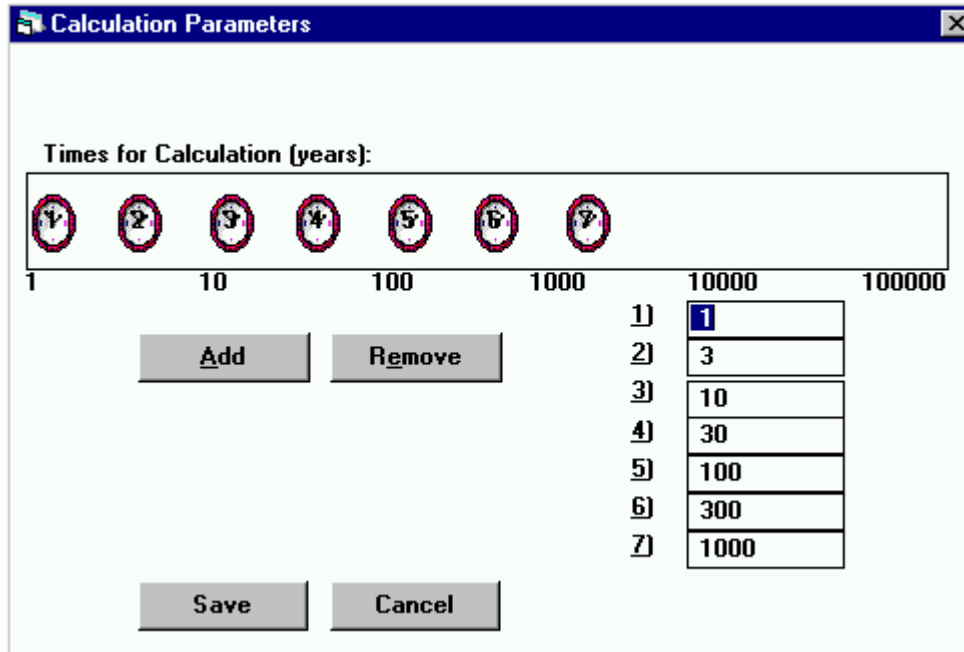 Calculation Parameters
Times for Calculation (years):
1 2 3 4 5 6 7
1 10 100 1000 10000 100000
1) 1
Add Remove 2) 3
3) 10
4) 30
5) 100
6) 300
7) 1000
Save Cancel